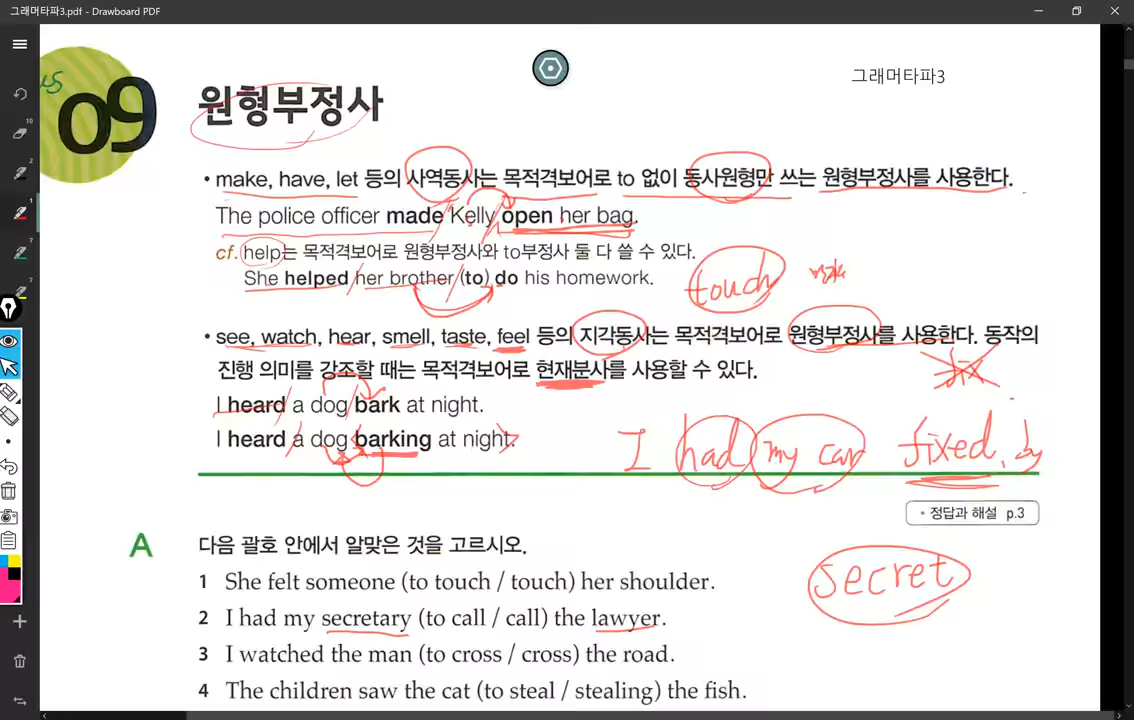 그래머타파3.pdf - Drawboard PDF
그래머타파3
09
원형부정사
• make, have, let 등의 사역동사는 목적격보어로 to 없이 동사원형만 쓰는 원형부정사를 사용한다.
The police officer made Kelly open her bag.
cf. help는 목적격보어로 원형부정사와 to부정사 둘 다 쓸 수 있다.
She helped her brother (to) do his homework.
touch
• see, watch, hear, smell, taste, feel 등의 지각동사는 목적격보어로 원형부정사를 사용한다. 동작의
진행 의미를 강조할 때는 목적격보어로 현재분사를 사용할 수 있다.
fix
I heard a dog bark at night.
I heard a dog barking at night.
I had my car fixed, by
• 정답과 해설 p.3
A 다음 괄호 안에서 알맞은 것을 고르시오.
secret
1 She felt someone (to touch / touch) her shoulder.
2 I had my secretary (to call / call) the lawyer.
3 I watched the man (to cross / cross) the road.
4 The children saw the cat (to steal / stealing) the fish.